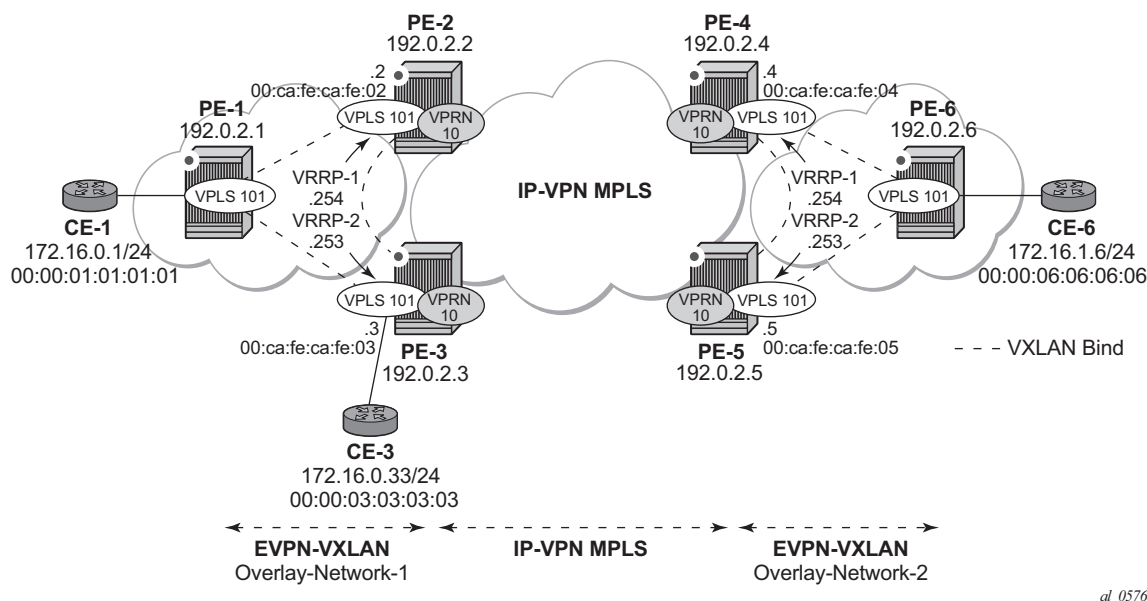 PE-2
192.0.2.2
.2
00:ca:fe:ca:fe:02
VPLS 101
VPRN
10
PE-4
192.0.2.4
.4
00:ca:fe:ca:fe:04
VPRN
10
VPLS 101
PE-1
192.0.2.1
VPLS 101
PE-6
192.0.2.6
VPLS 101
VRRP-1
.254
VRRP-2
.253
IP-VPN MPLS
VRRP-1
.254
VRRP-2
.253
CE-1
172.16.0.1/24
00:00:01:01:01:01
CE-6
172.16.1.6/24
00:00:06:06:06:06
VPLS 101
VPRN
10
.3
00:ca:fe:ca:fe:03
PE-3
192.0.2.3
VPRN
10
VPLS 101
.5
00:ca:fe:ca:fe:05
PE-5
192.0.2.5
VXLAN Bind
CE-3
172.16.0.33/24
00:00:03:03:03:03
EVPN-VXLAN
Overlay-Network-1
IP-VPN MPLS
EVPN-VXLAN
Overlay-Network-2
al_0576